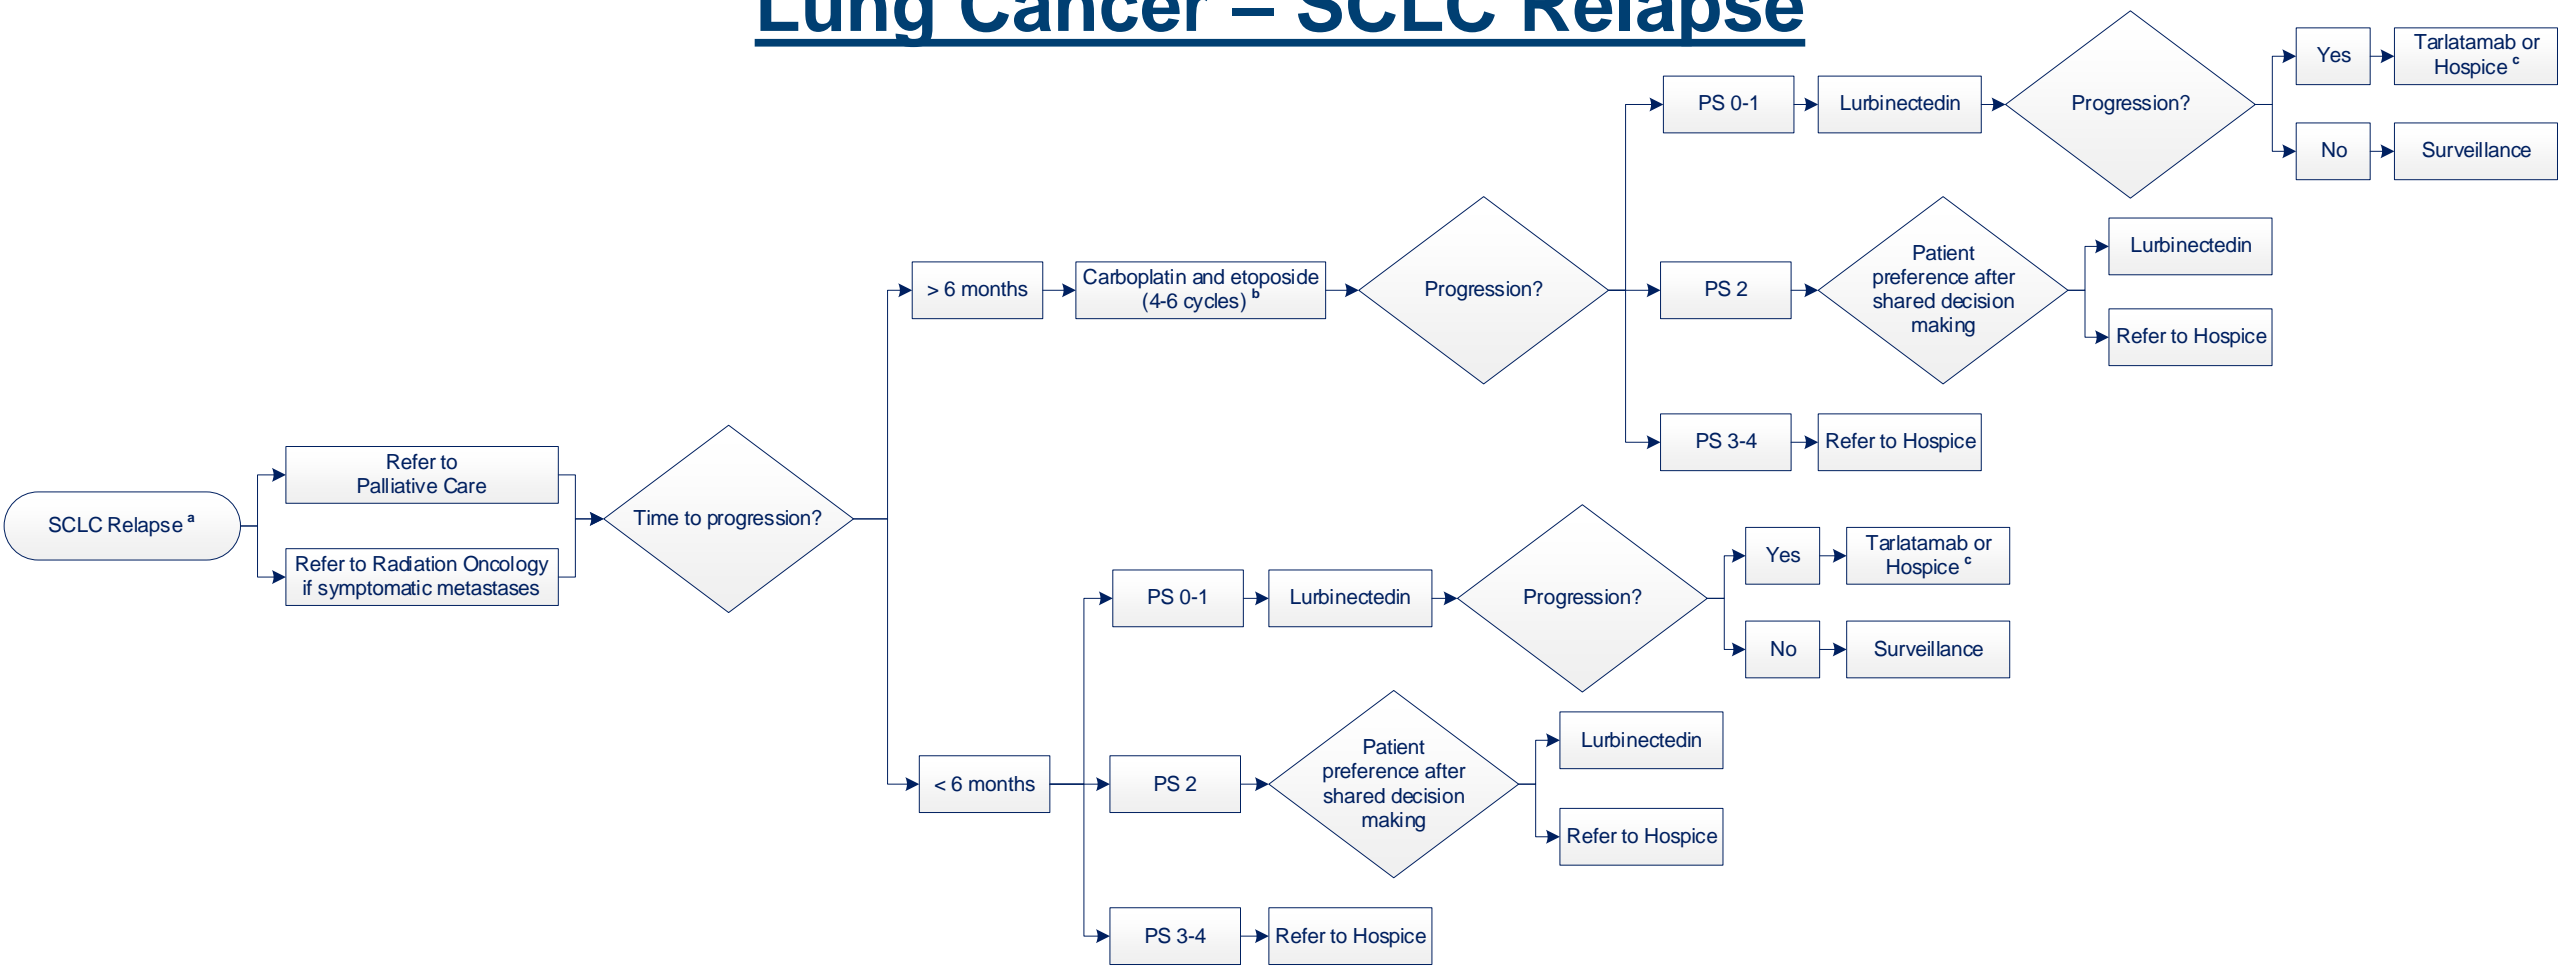 Lung Cancer – SCLC Relapse
SCLC Relapse a
Refer to
Palliative Care
Refer to Radiation Oncology
if symptomatic metastases
Time to progression?
> 6 months
Carboplatin and etoposide
(4-6 cycles) b
Progression?
PS 0-1
Lurbinectedin
Progression?
Yes
Tarlatamab or
Hospice c
No
Surveillance
PS 2
Patient
preference after
shared decision
making
Lurbinectedin
Refer to Hospice
PS 3-4
Refer to Hospice
< 6 months
PS 0-1
Lurbinectedin
Progression?
Yes
Tarlatamab or
Hospice c
No
Surveillance
PS 2
Patient
preference after
shared decision
making
Lurbinectedin
Refer to Hospice
PS 3-4
Refer to Hospice